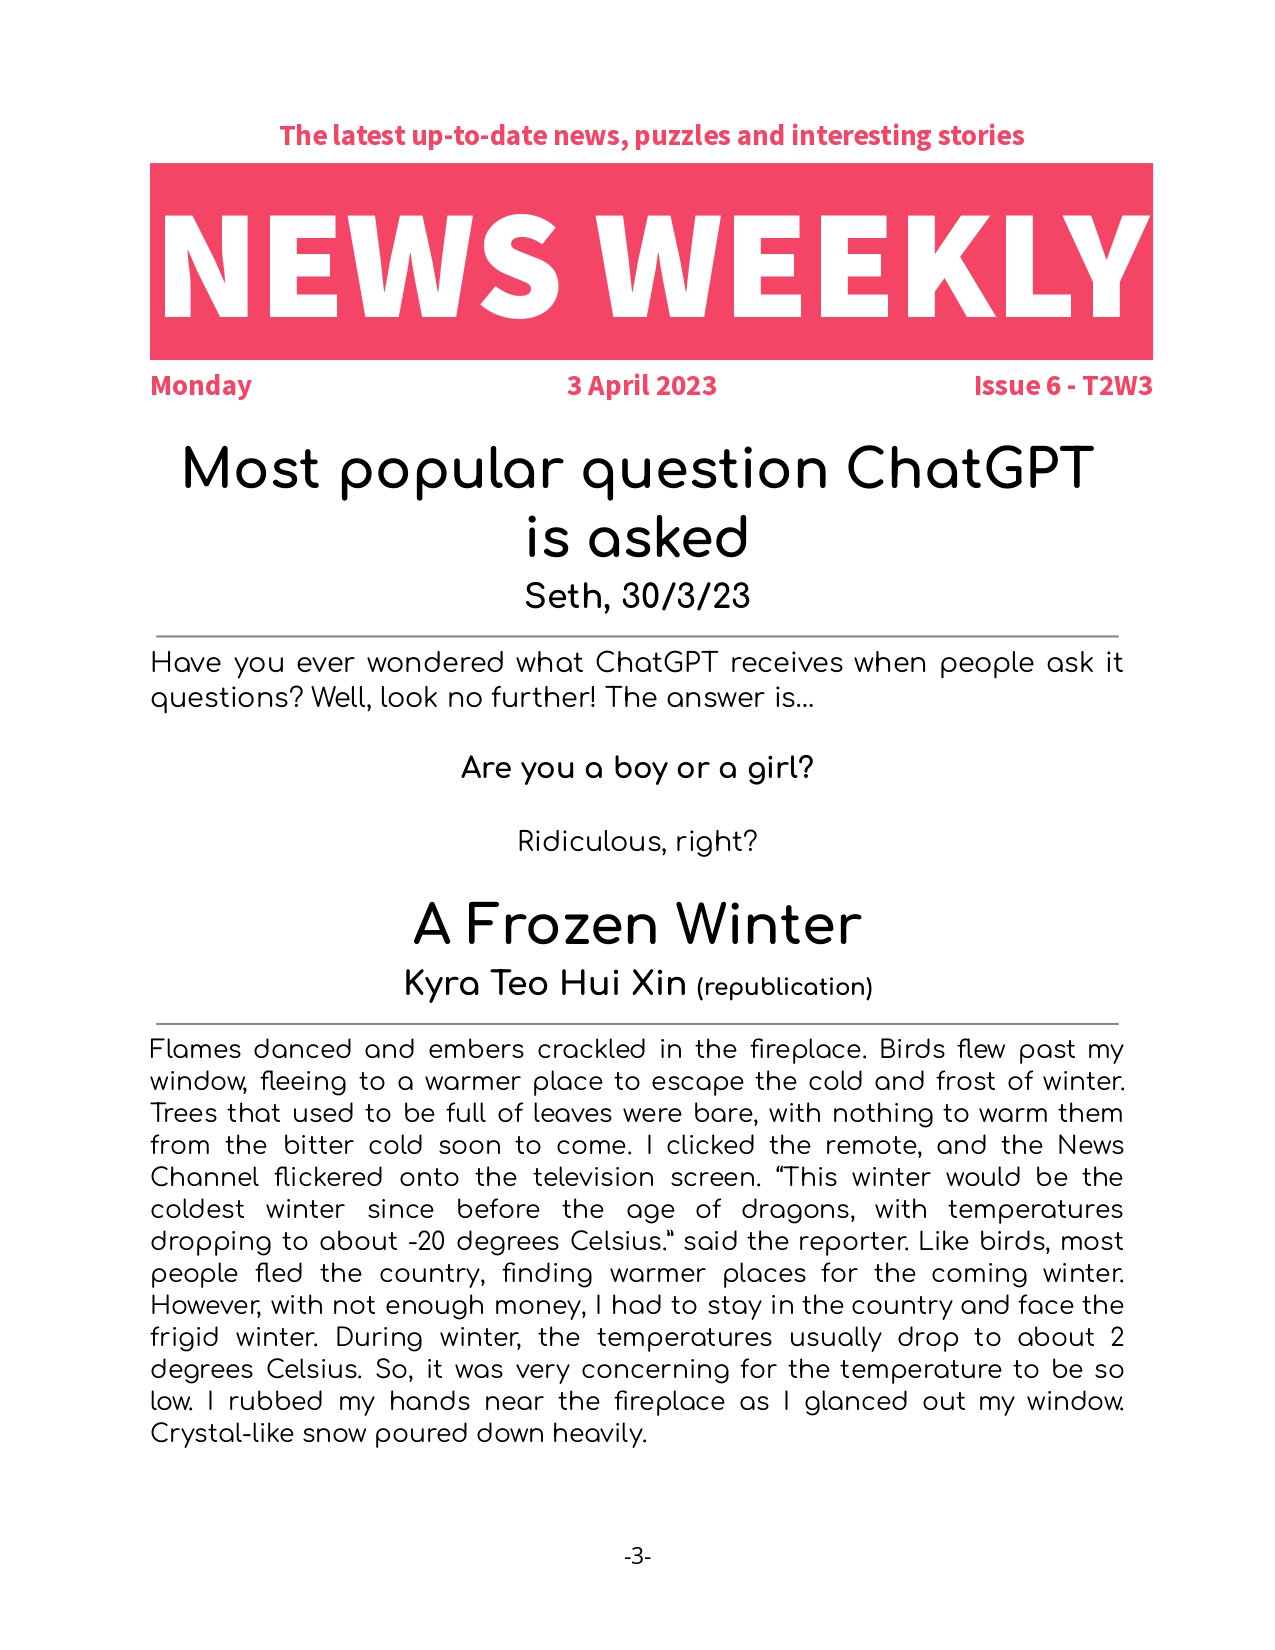 The latest up-to-date news, puzzles and interesting stories
NEWS WEEKLY
Monday 3 April 2023 Issue 6 - T2W3
Most popular question ChatGPT
is asked
Seth, 30/3/23
Have you ever wondered what ChatGPT receives when people ask it
questions? Well, look no further! The answer is...
Are you a boy or a girl?
Ridiculous, right?
A Frozen Winter
Kyra Teo Hui Xin (republication)
Flames danced and embers crackled in the fireplace. Birds flew past my
window, fleeing to a warmer place to escape the cold and frost of winter.
Trees that used to be full of leaves were bare, with nothing to warm them
from the bitter cold soon to come. I clicked the remote, and the News
Channel flickered onto the television screen. “This winter would be the
coldest winter since before the age of dragons, with temperatures
dropping to about -20 degrees Celsius.” said the reporter. Like birds, most
people fled the country, finding warmer places for the coming winter.
However, with not enough money, I had to stay in the country and face the
frigid winter. During winter, the temperatures usually drop to about 2
degrees Celsius. So, it was very concerning for the temperature to be so
low. I rubbed my hands near the fireplace as I glanced out my window.
Crystal-like snow poured down heavily.
-3-